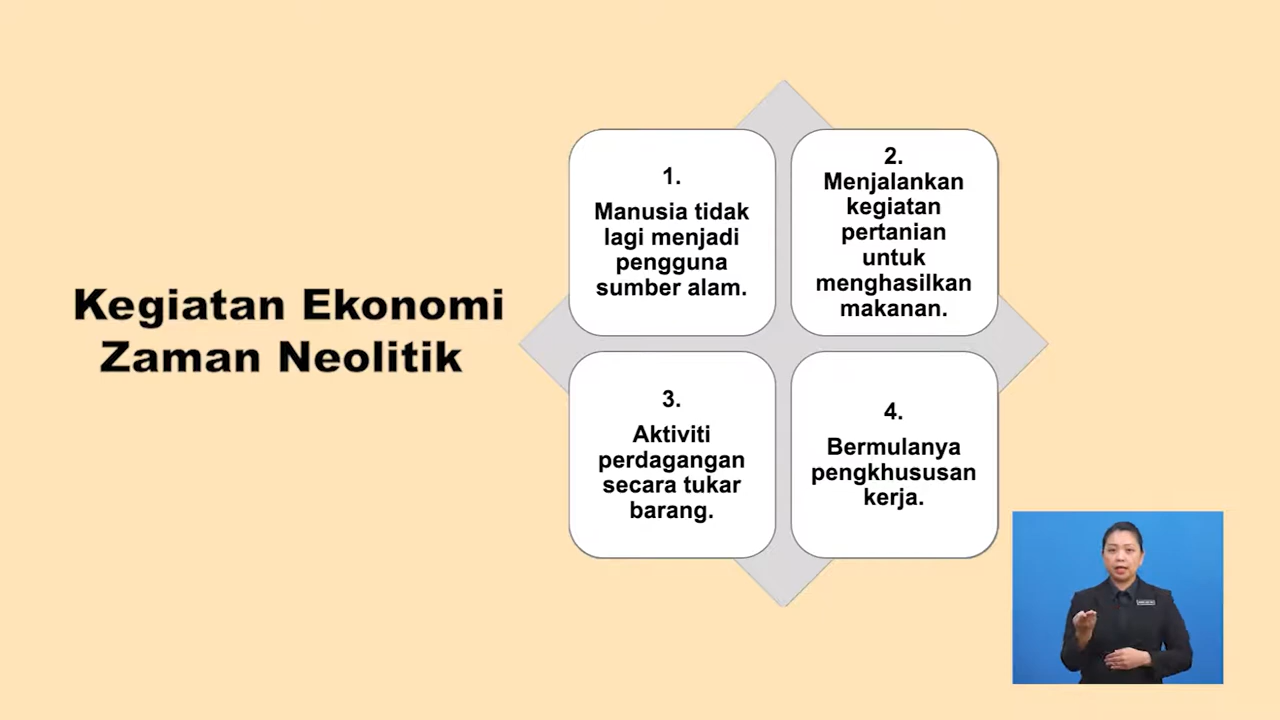 Kegiatan Ekonomi
Zaman Neolitik
1.
Manusia tidak
lagi menjadi
pengguna
sumber alam.
2.
Menjalankan
kegiatan
pertanian
untuk
menghasilkan
makanan.
3.
Aktiviti
perdagangan
secara tukar
barang.
4.
Bermulanya
pengkhususan
kerja.